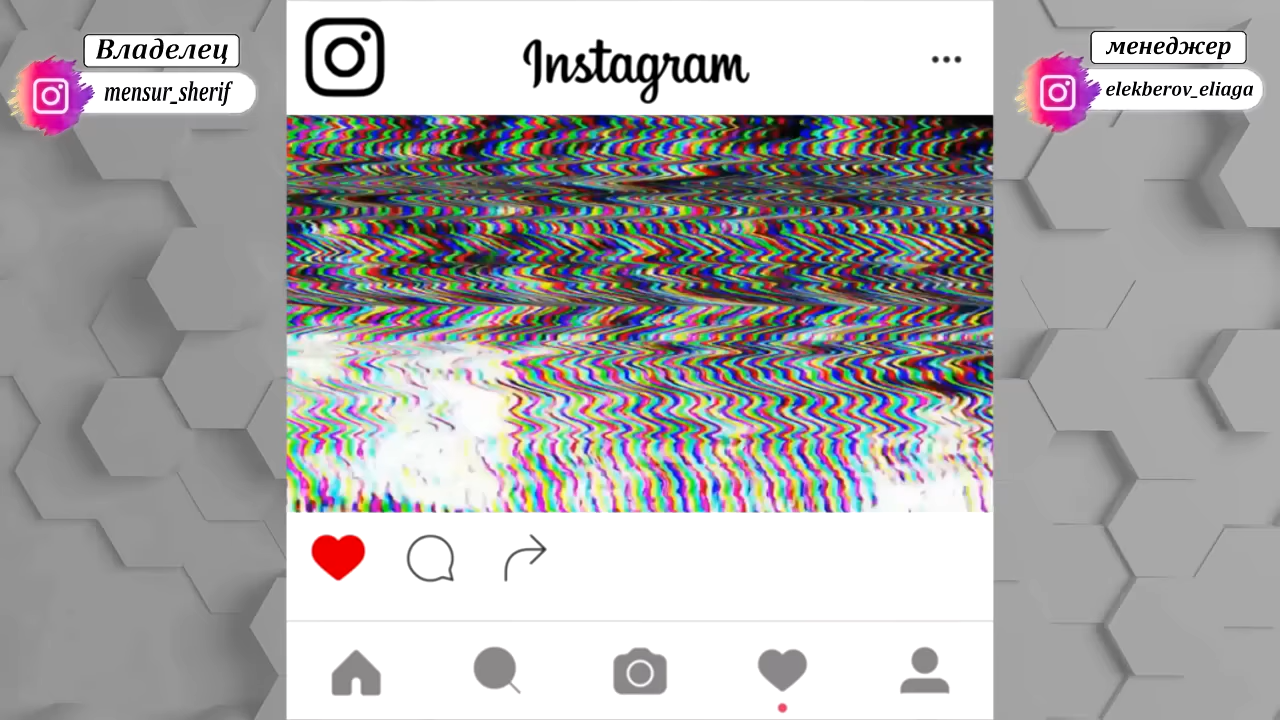 Владелец
mensur_sherif
Instagram
менеджер
elekberov_eliaga